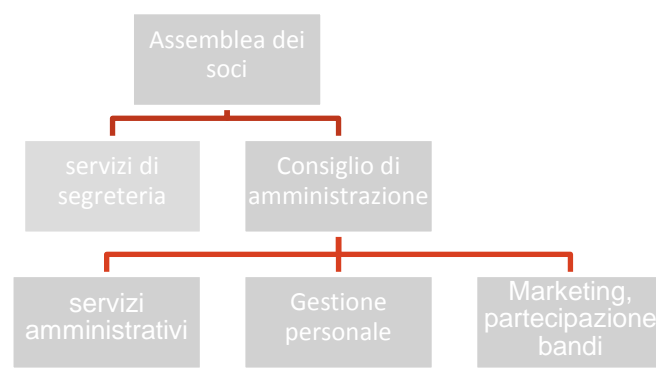 Assemblea dei
soci
servizi di
segreteria
Consiglio di
amministrazione
servizi
amministrativi
Gestione
personale
Marketing,
partecipazione
bandi